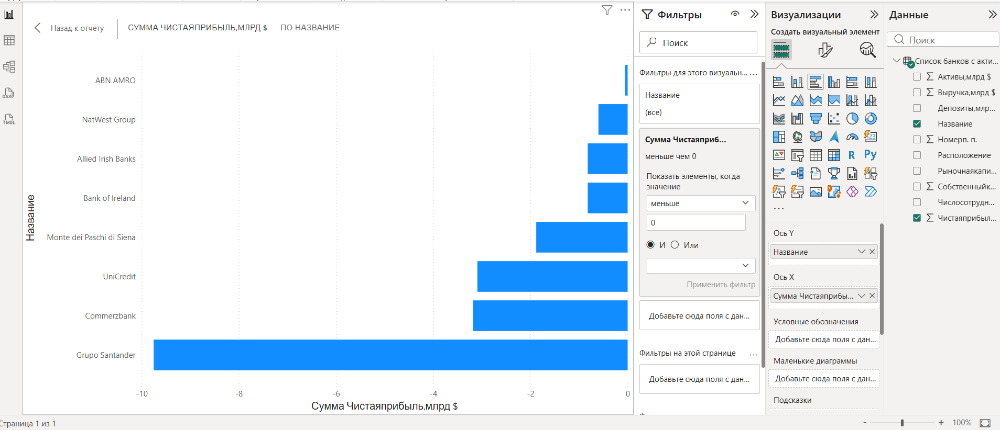 Назад к отчету
СУММА ЧИСТАЯПРИБЫЛЬ,МЛРД $
ПО НАЗВАНИЕ
Название
ABN AMRO
NatWest Group
Allied Irish Banks
Bank of Ireland
Monte dei Paschi di Siena
UniCredit
Commerzbank
Grupo Santander
-10
-8
-6
-4
-2
0
Сумма Чистаяприбыль,млрд $
Страница 1 из 1
DAX
TMDL
Фильтры
Поиск
Фильтры для этого визуальн... ...
Название
(все)
Сумма Чистаяприб...
меньше чем 0
Показать элементы, когда
значение
меньше
0
И
Или
Применить фильтр
Добавьте сюда поля с дан...
Фильтры на этой странице ...
Добавьте сюда поля с дан...
Визуализации
Создать визуальный элемент
123
R
Py
...
Ось Y
Название
Ось X
Сумма Чистаяприбы...
Условные обозначения
Добавьте сюда поля с дан...
Маленькие диаграммы
Добавьте сюда поля с дан...
Подсказки
Данные
Поиск
Список банков с акти...
Активы,млрд $
Выручка,млрд $
Депозиты,млр...
Название
Номерп. п.
Расположение
Рыночнаякапи...
Собственныйк...
Числосотрудн...
Чистаяприбыл...
- + 100%